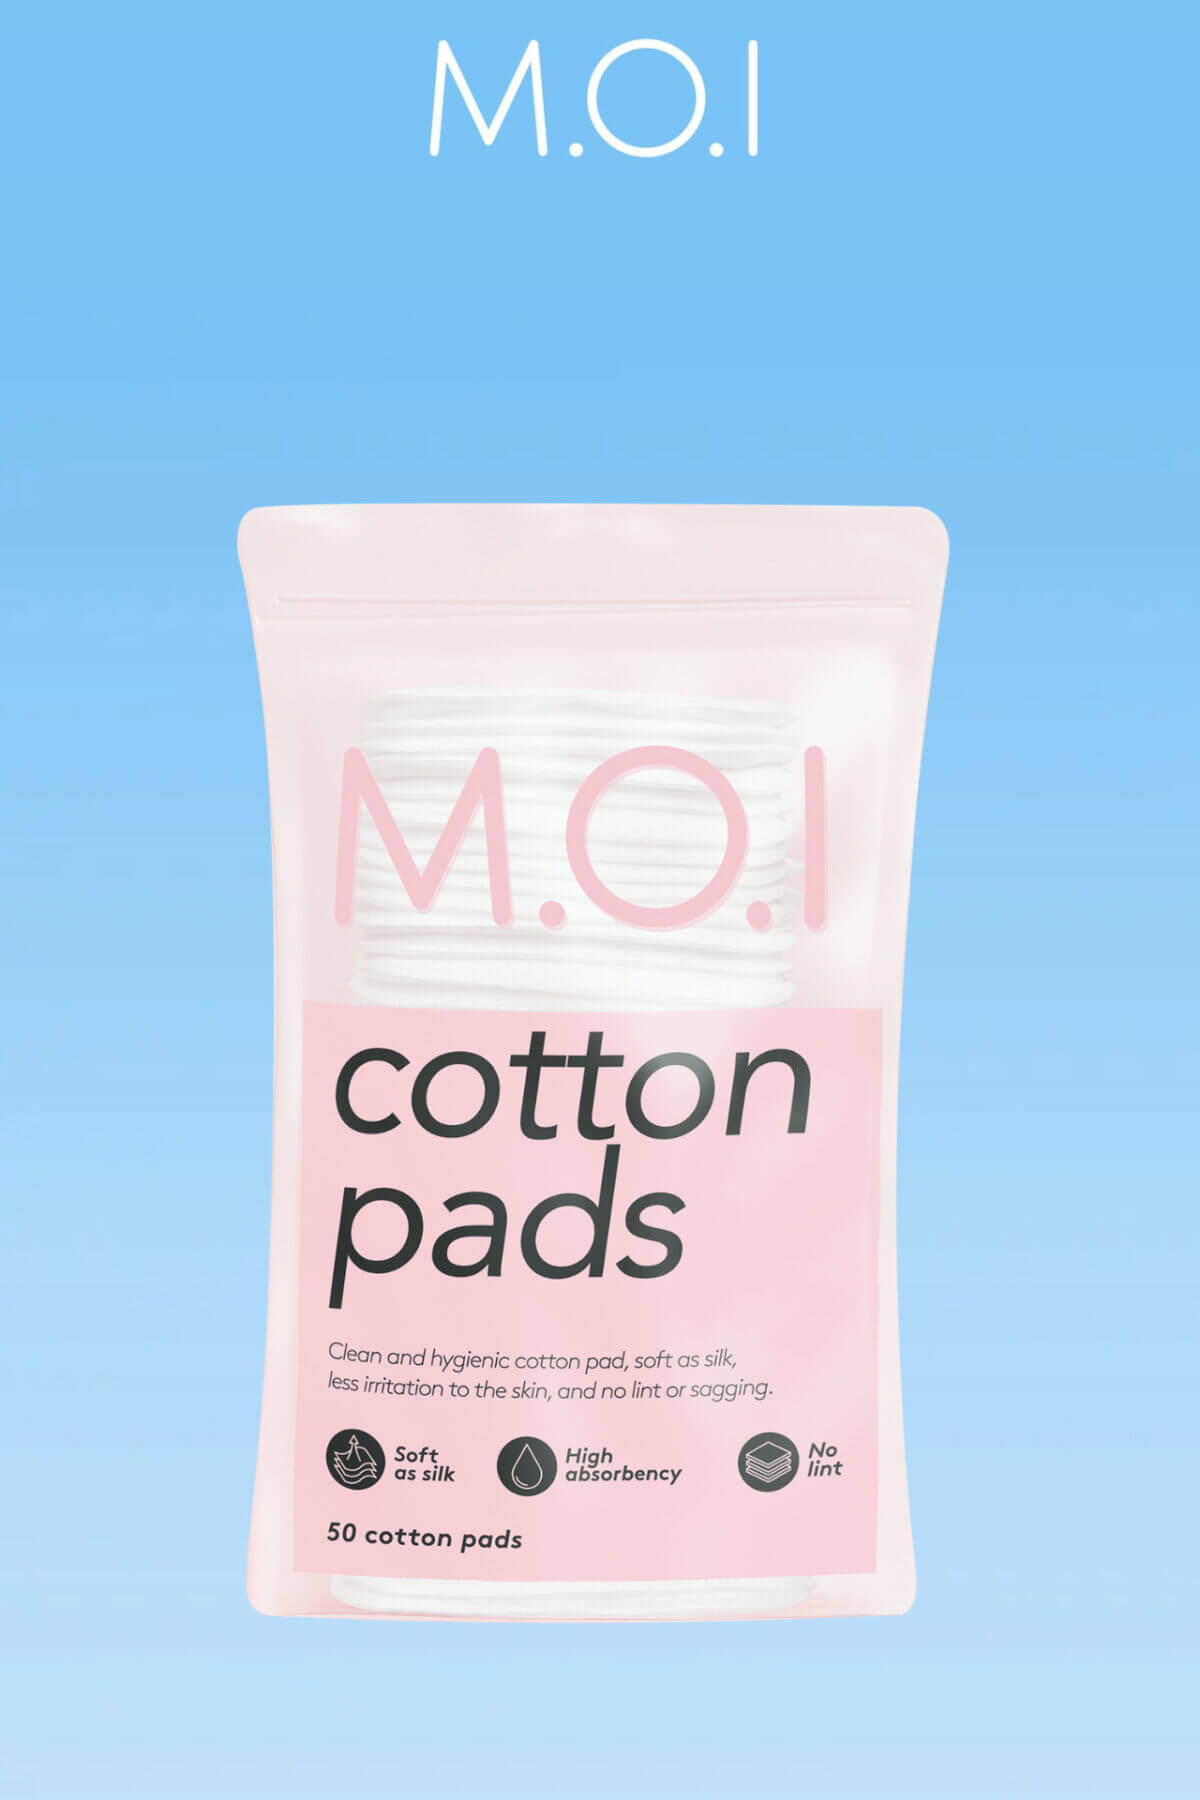 M.O.I
M.O.I
cotton
pads
Clean and hygienic cotton pad, soft as silk,
less irritation to the skin, and no lint or sagging.
Soft
as silk
High
absorbency
No
lint
50 cotton pads